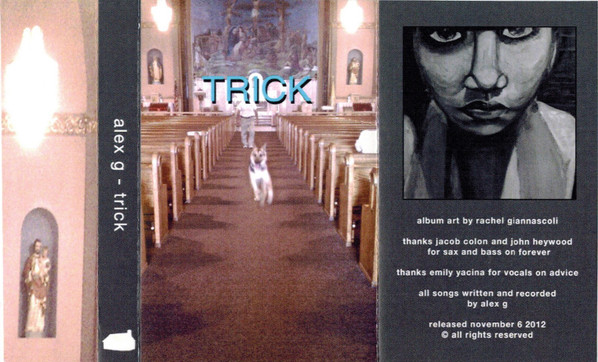 alex g - trick
TRICK
album art by rachel giannascoli
thanks jacob colon and john heywood
for sax and bass on forever
thanks emily yacina for vocals on advice
all songs written and recorded
by alex g
released november 6 2012
© all rights reserved